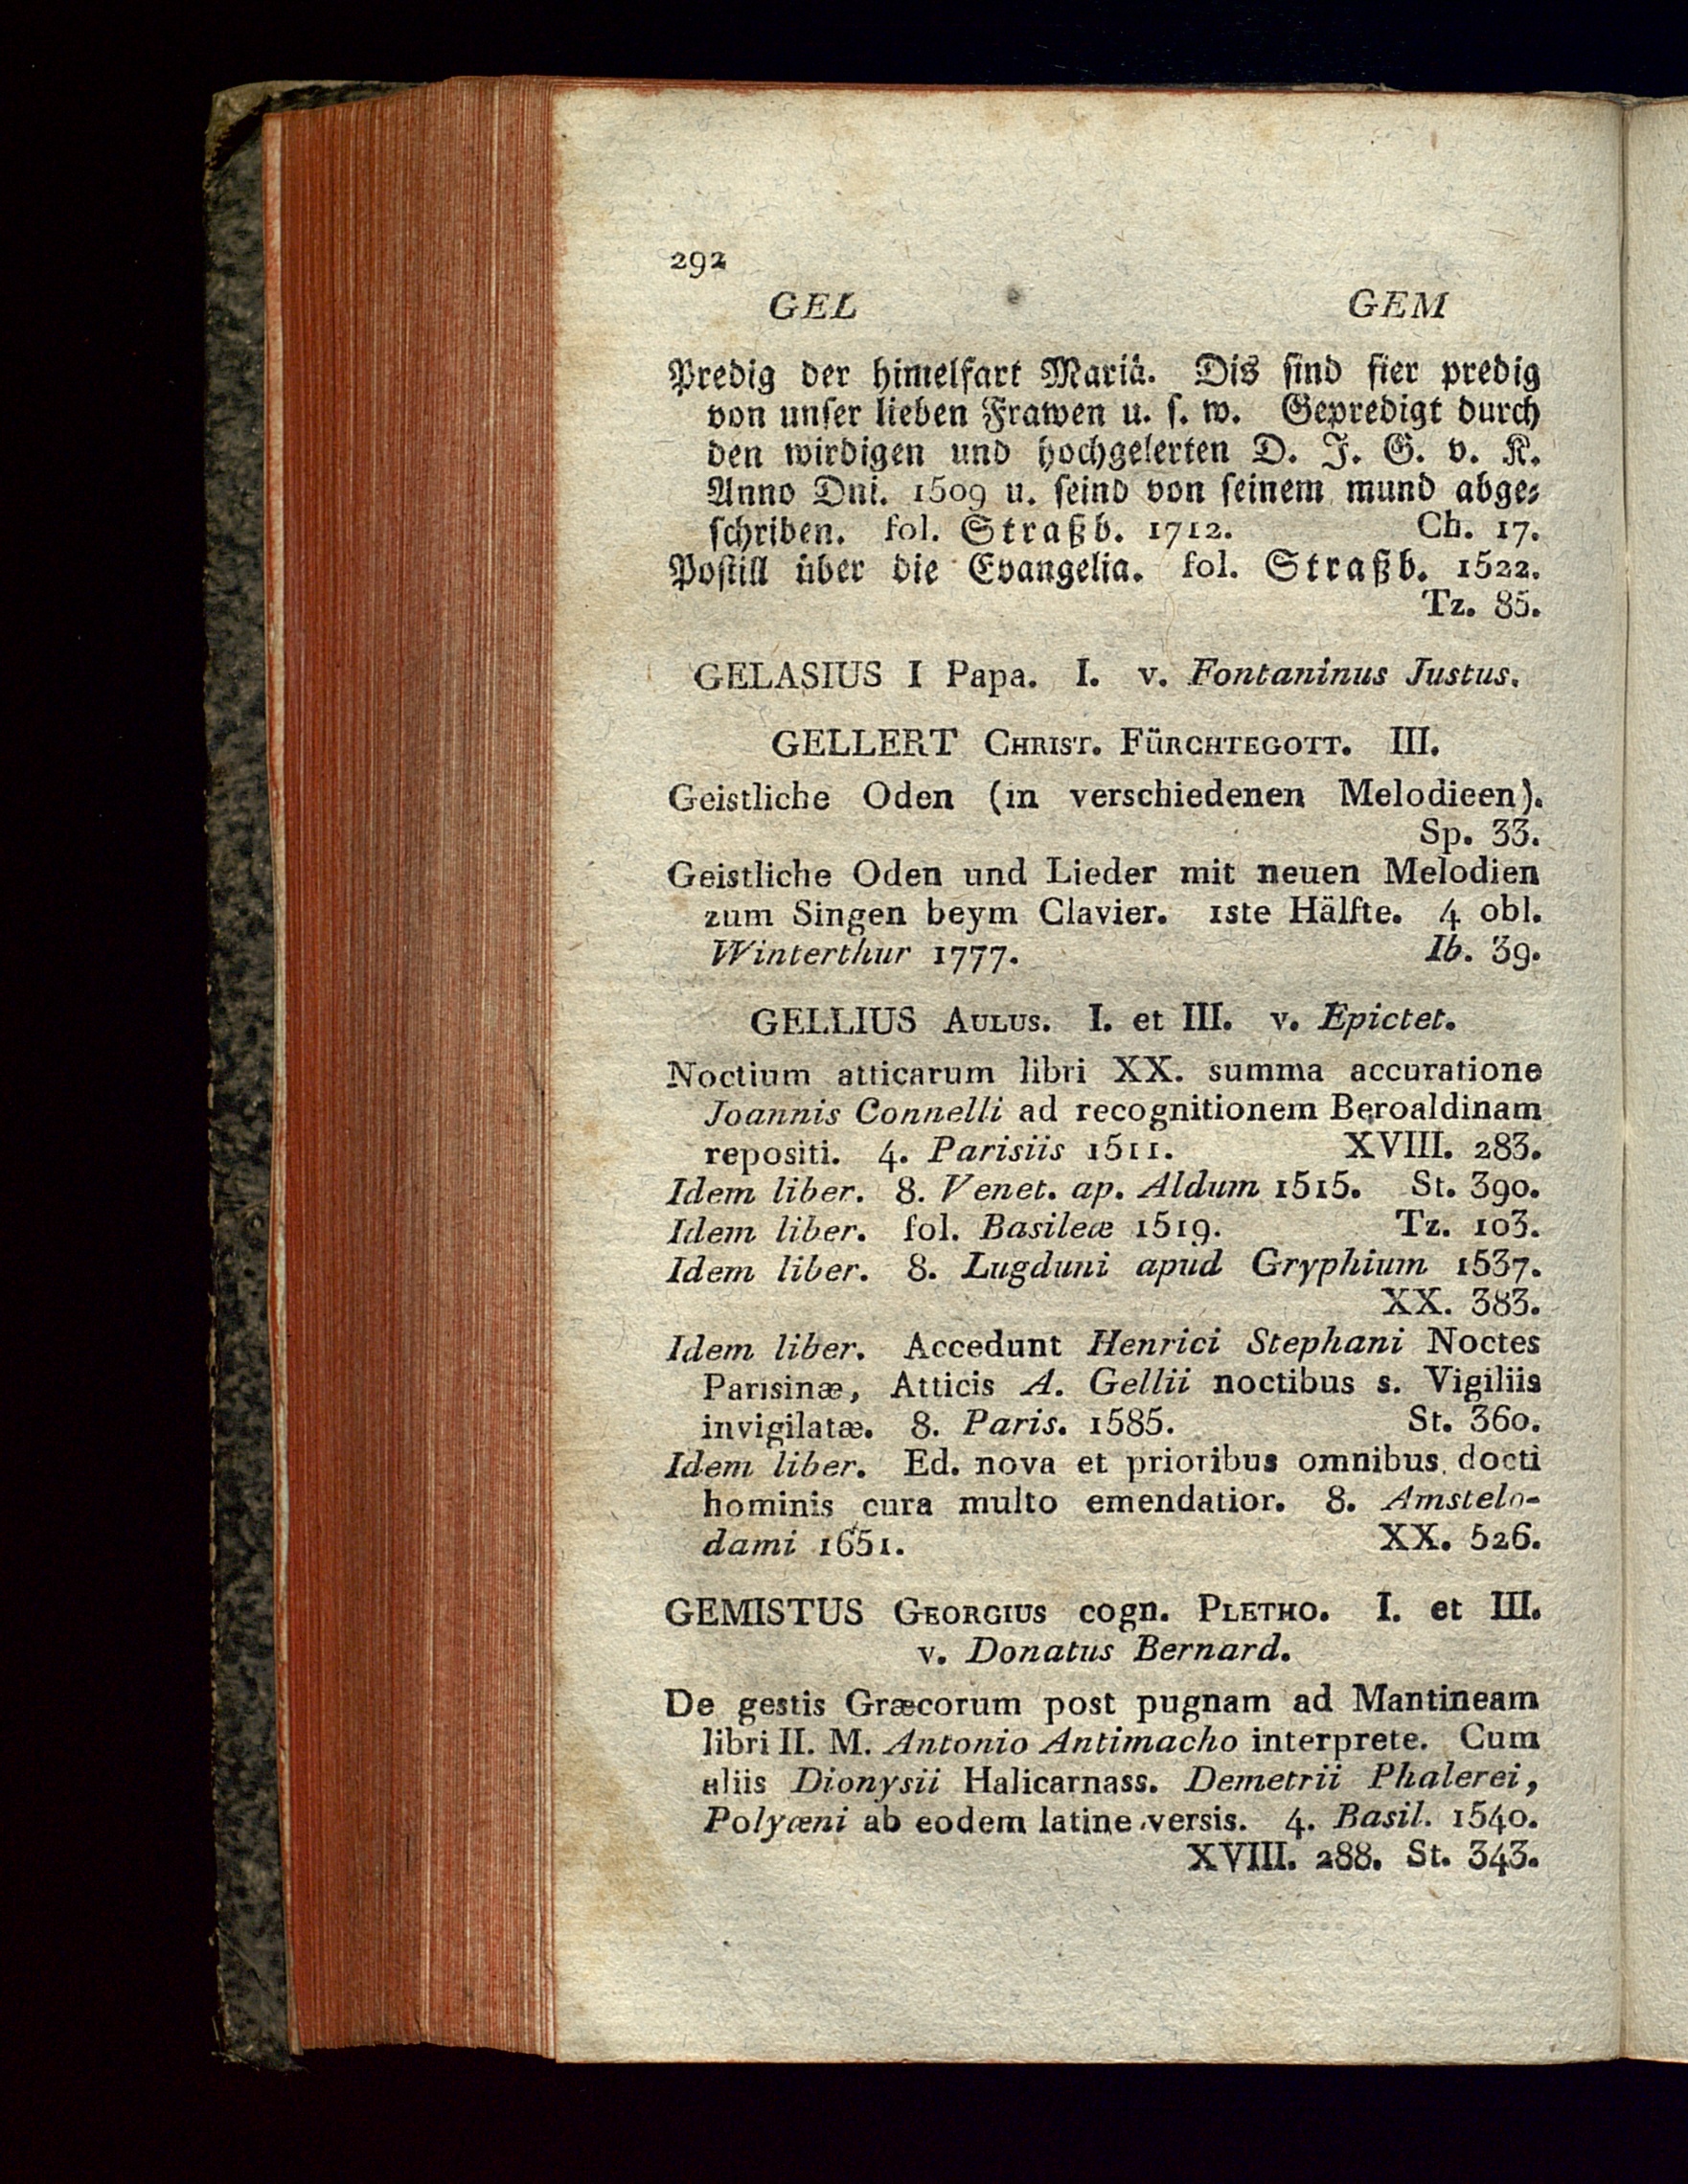 292
GEL GEM
Predig der himelfart Mariä. Dis sind fier predig
von unser lieben Frawen u. s. w. Gepredigt durch
den wirdigen und hochgelerten D. J. G. v. K.
Anno Dni. 1509 u. seind von seinem mund abge-
schriben. fol. Straßb. 1712. Ch. 17.
Postill über die Evangelia. fol. Straßb. 1522.
Tz. 85.
GELASIUS I Papa. I. v. Fontaninus Justus.
GELLERT CHRIST. FÜRCHTEGOTT. III.
Geistliche Oden (in verschiedenen Melodieen).
Sp. 33.
Geistliche Oden und Lieder mit neuen Melodien
zum Singen beym Clavier. 1ste Hälfte. 4 obl.
Winterthur 1777. Ib. 39.
GELLIUS AULUS. I. et III. v. Epictet.
Noctium atticarum libri XX. summa accuratione
Joannis Connelli ad recognitionem Beroaldinam
repositi. 4. Parisiis 1511. XVIII. 283.
Idem liber. 8. Venet. ap. Aldum 1515. St. 390.
Idem liber. fol. Basileæ 1519. Tz. 103.
Idem liber. 8. Lugduni apud Gryphium 1537.
XX. 383.
Idem liber. Accedunt Henrici Stephani Noctes
Parisinæ, Atticis A. Gellii noctibus s. Vigiliis
invigilatæ. 8. Paris. 1585. St. 360.
Idem liber. Ed. nova et prioribus omnibus docti
hominis cura multo emendatior. 8. Amstelo-
dami 1651. XX. 526.
GEMISTUS GEORGIUS cogn. PLETHO. I. et III.
v. Donatus Bernard.
De gestis Græcorum post pugnam ad Mantineam
libri II. M. Antonio Antimacho interprete. Cum
aliis Dionysii Halicarnass. Demetrii Phalerei,
Polyæni ab eodem latine versis. 4. Basil. 1540.
XVIII. 288. St. 343.